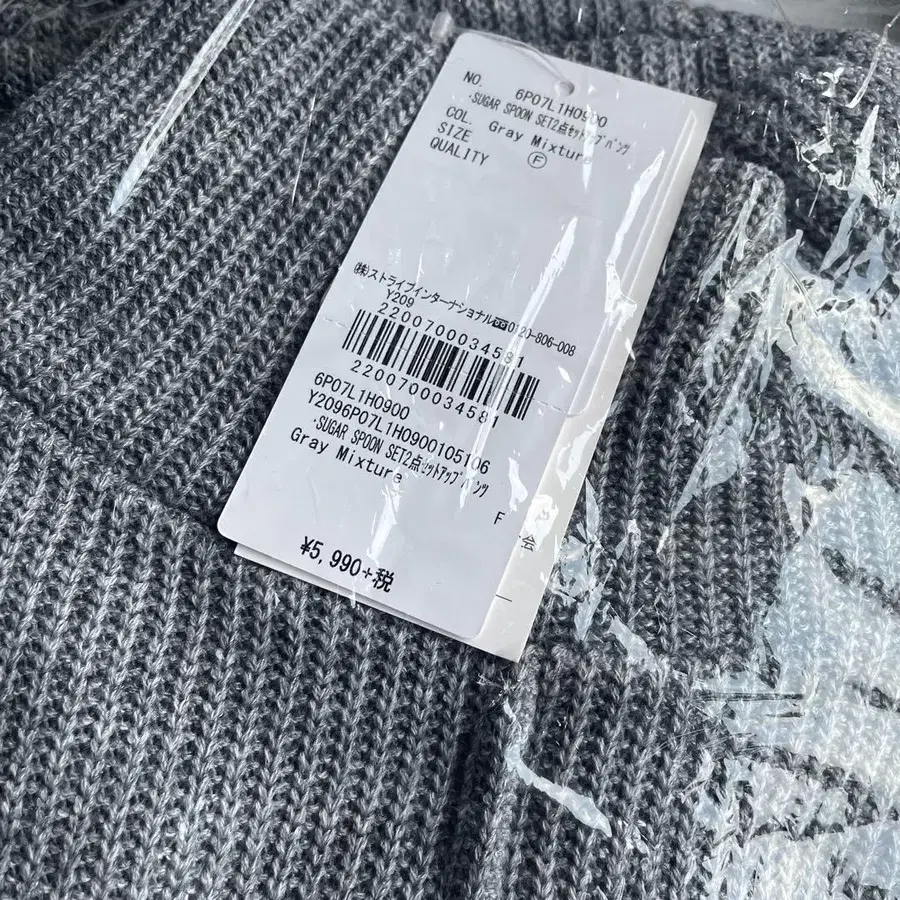 NO. 6P07L1H0900
・SUGAR SPOON SET2点ｾｯﾄｱｯﾌﾟﾊﾟﾝﾂ
COL. Gray Mixture
SIZE Ⓕ
QUALITY
(株)ストライプインターナショナル 0120-806-008
Y209
2200700034581
2200700034581
6P07L1H0900
Y2096P07L1H0900105106
・SUGAR SPOON SET2点ｾｯﾄｱｯﾌﾟﾊﾟﾝﾂ
Gray Mixture
F
¥5,990+税
会